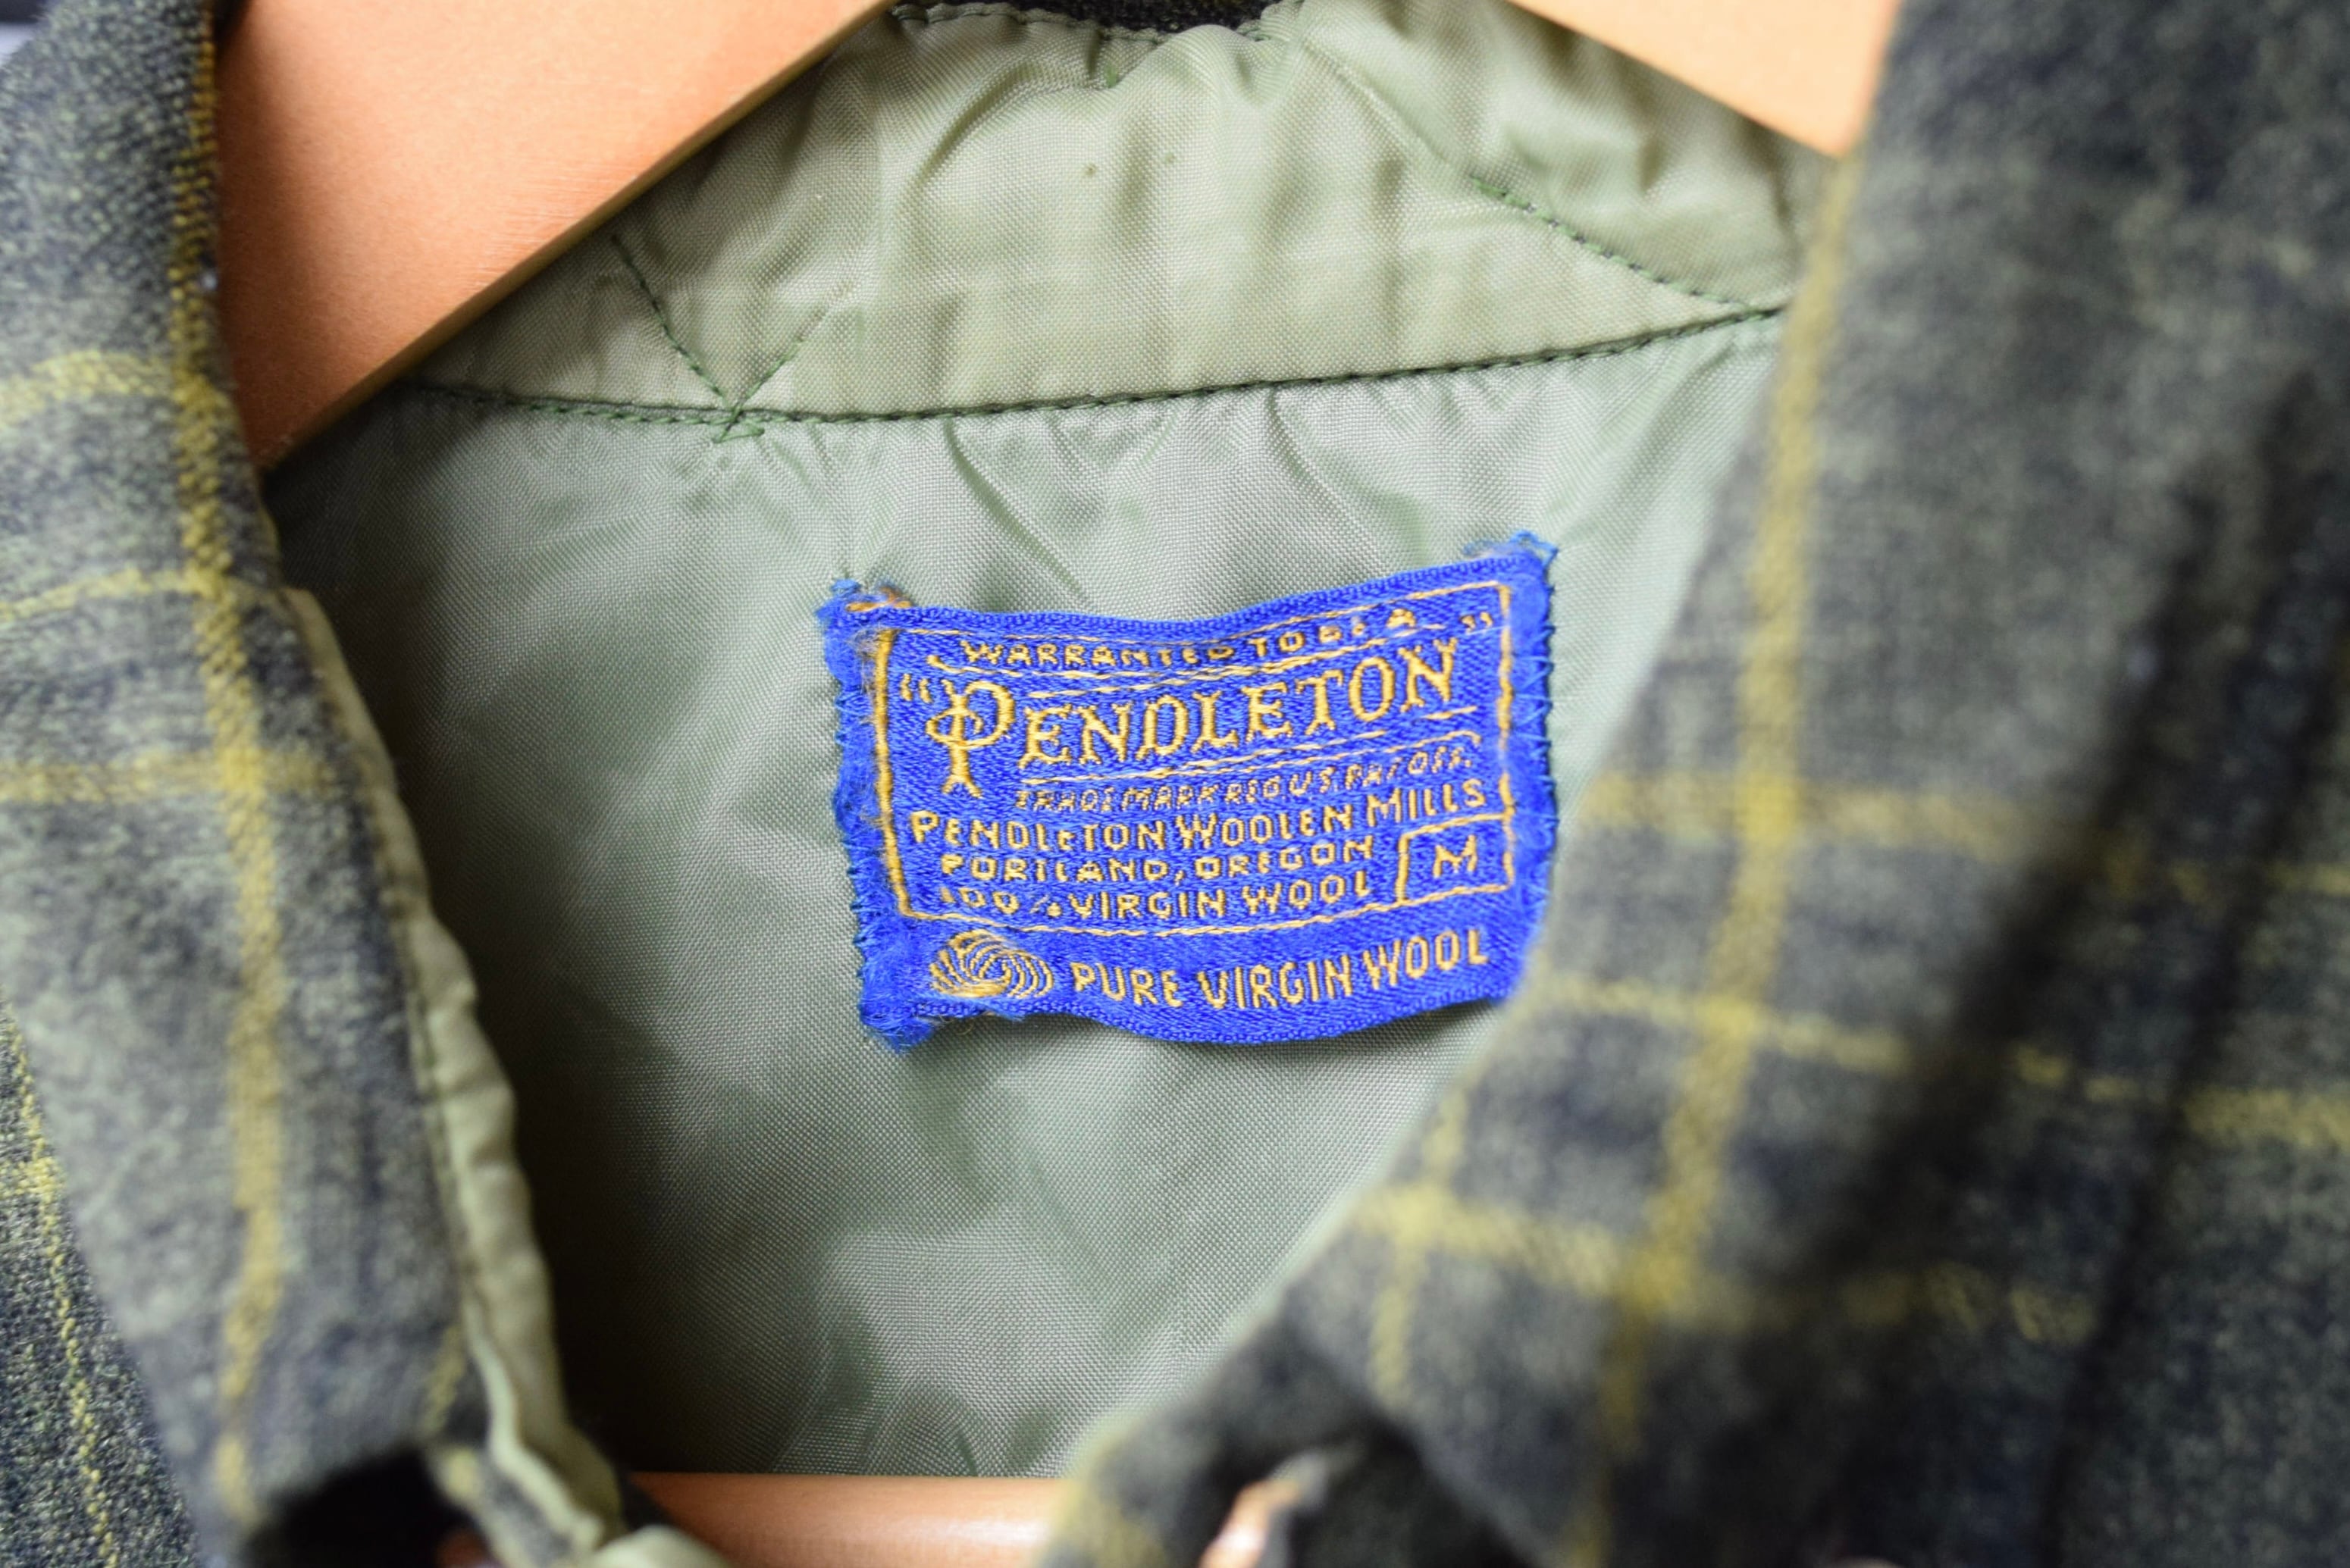 WARRANTED TO BE A
"PENDLETON"
TRADE MARK REG U.S. PAT OFF.
PENDLETON WOOLEN MILLS
PORTLAND, OREGON
100% VIRGIN WOOL
M
PURE VIRGIN WOOL